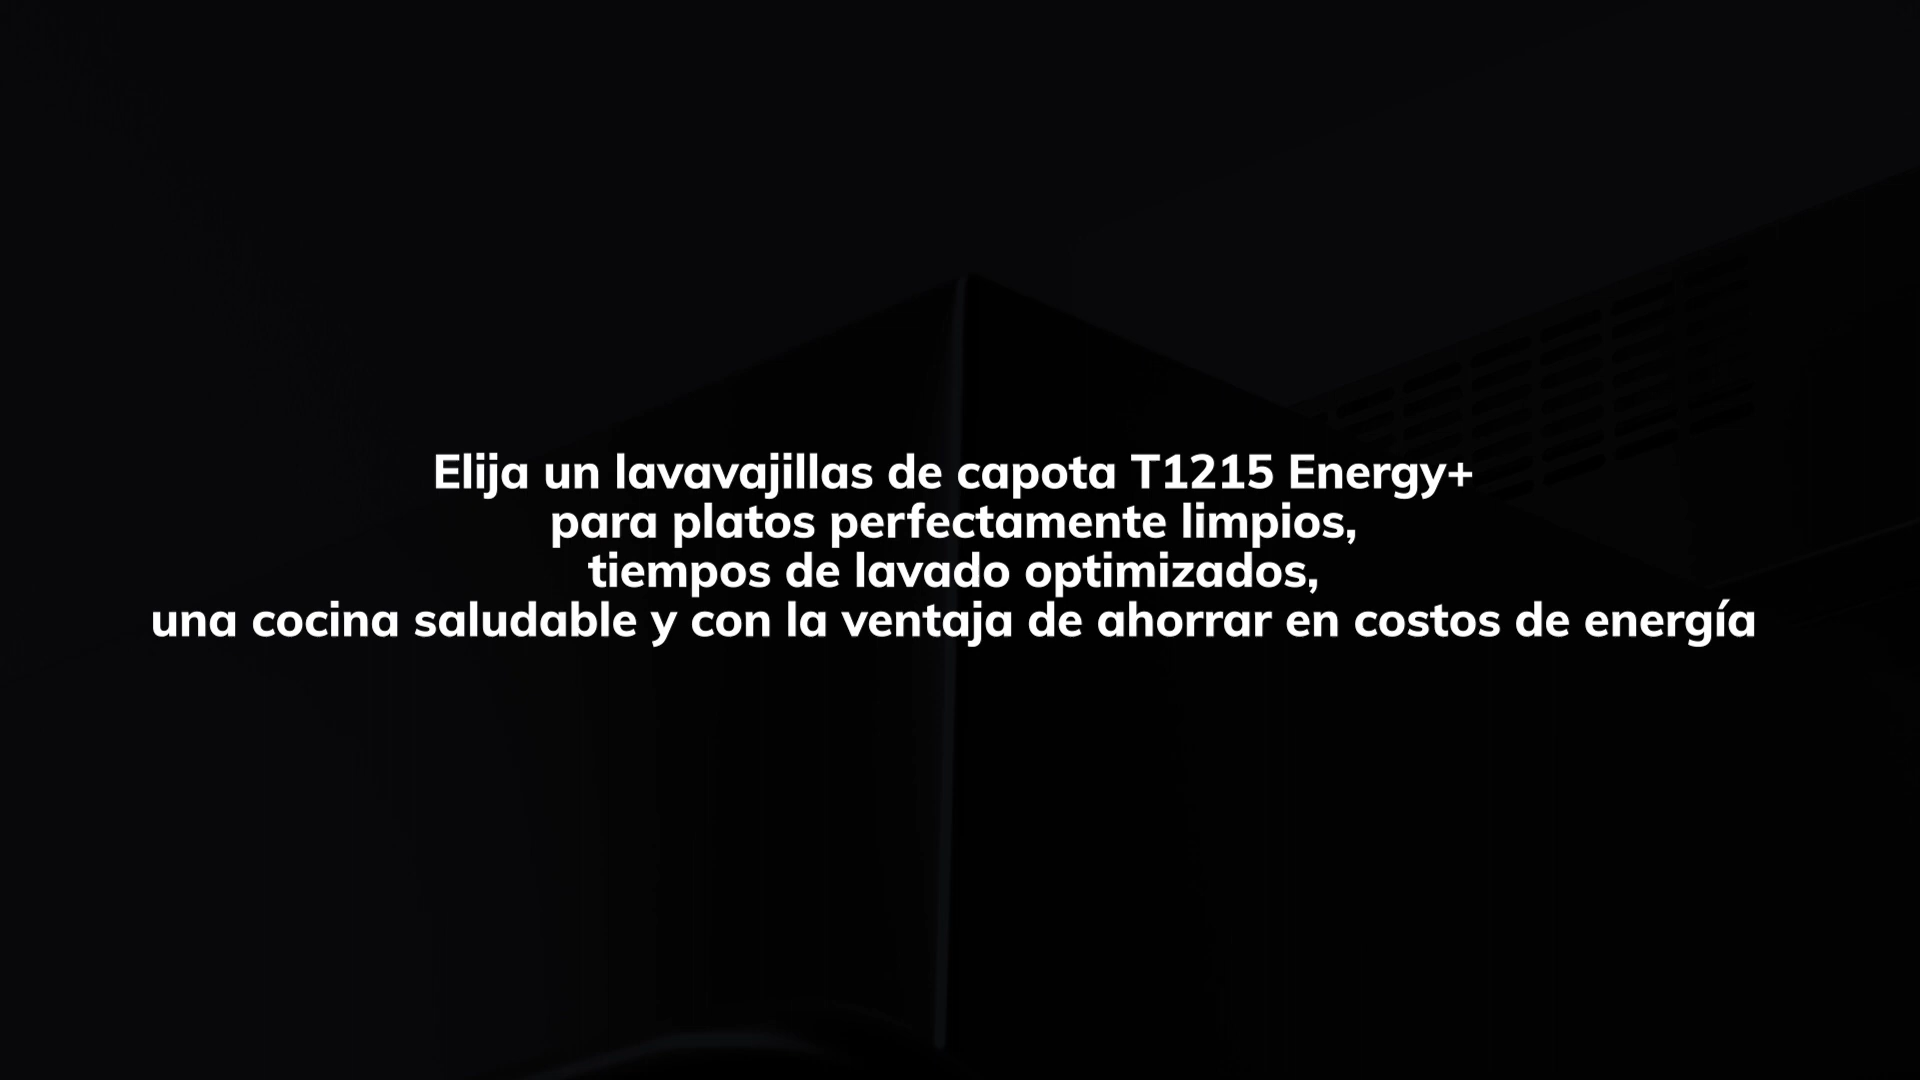 Elija un lavavajillas de capota T1215 Energy+
para platos perfectamente limpios,
tiempos de lavado optimizados,
una cocina saludable y con la ventaja de ahorrar en costos de energía